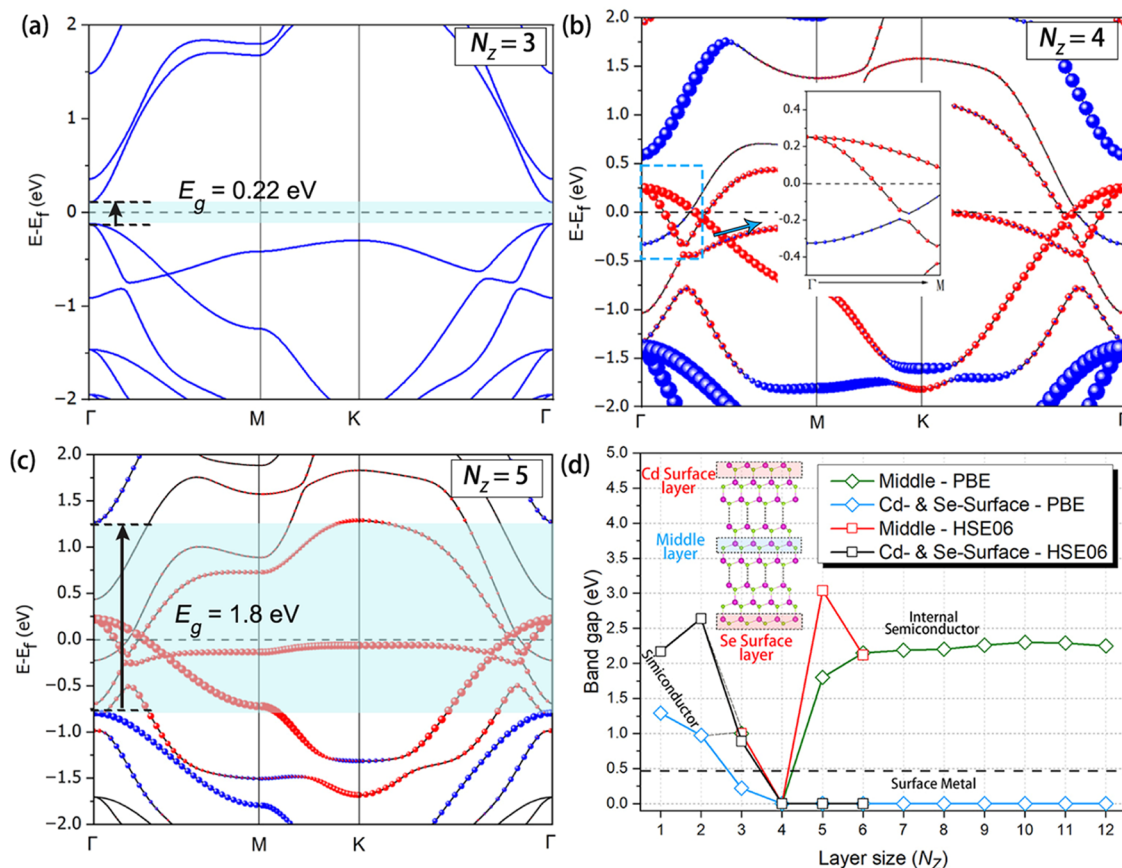 (a)
N_z = 3
2
1
0
−1
−2
E-E_f (eV)
E_g = 0.22 eV
Γ
M
K
Γ
(b)
N_z = 4
2.0
1.5
1.0
0.5
0.0
-0.5
-1.0
-1.5
-2.0
E-E_f (eV)
0.4
0.2
0.0
-0.2
-0.4
Γ
M
Γ
M
K
Γ
(c)
N_z = 5
2.0
1.5
1.0
0.5
0.0
-0.5
-1.0
-1.5
-2.0
E-E_f (eV)
E_g = 1.8 eV
Γ
M
K
Γ
(d)
5.0
4.5
4.0
3.5
3.0
2.5
2.0
1.5
1.0
0.5
0.0
Band gap (eV)
Cd Surface
layer
Middle
layer
Se Surface
layer
Middle - PBE
Cd- & Se-Surface - PBE
Middle - HSE06
Cd- & Se-Surface - HSE06
Simiconductor
Internal
Semiconductor
Surface Metal
1 2 3 4 5 6 7 8 9 10 11 12
Layer size (N_Z)